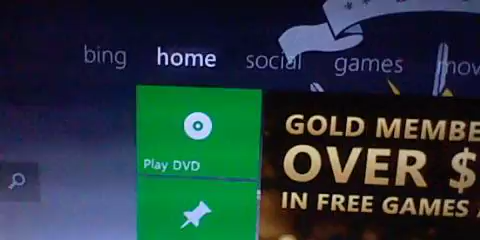 bing home social games
Play DVD
GOLD MEMBE
OVER $
IN FREE GAMES